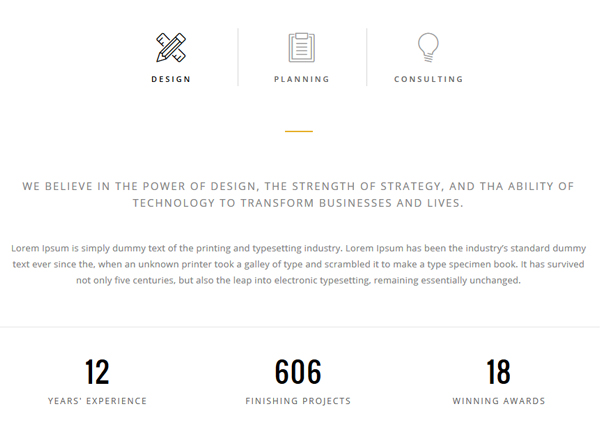 DESIGN
PLANNING
CONSULTING
WE BELIEVE IN THE POWER OF DESIGN, THE STRENGTH OF STRATEGY, AND THA ABILITY OF
TECHNOLOGY TO TRANSFORM BUSINESSES AND LIVES.
Lorem Ipsum is simply dummy text of the printing and typesetting industry. Lorem Ipsum has been the industry's standard dummy
text ever since the, when an unknown printer took a galley of type and scrambled it to make a type specimen book. It has survived
not only five centuries, but also the leap into electronic typesetting, remaining essentially unchanged.
12
606
18
YEARS' EXPERIENCE
FINISHING PROJECTS
WINNING AWARDS